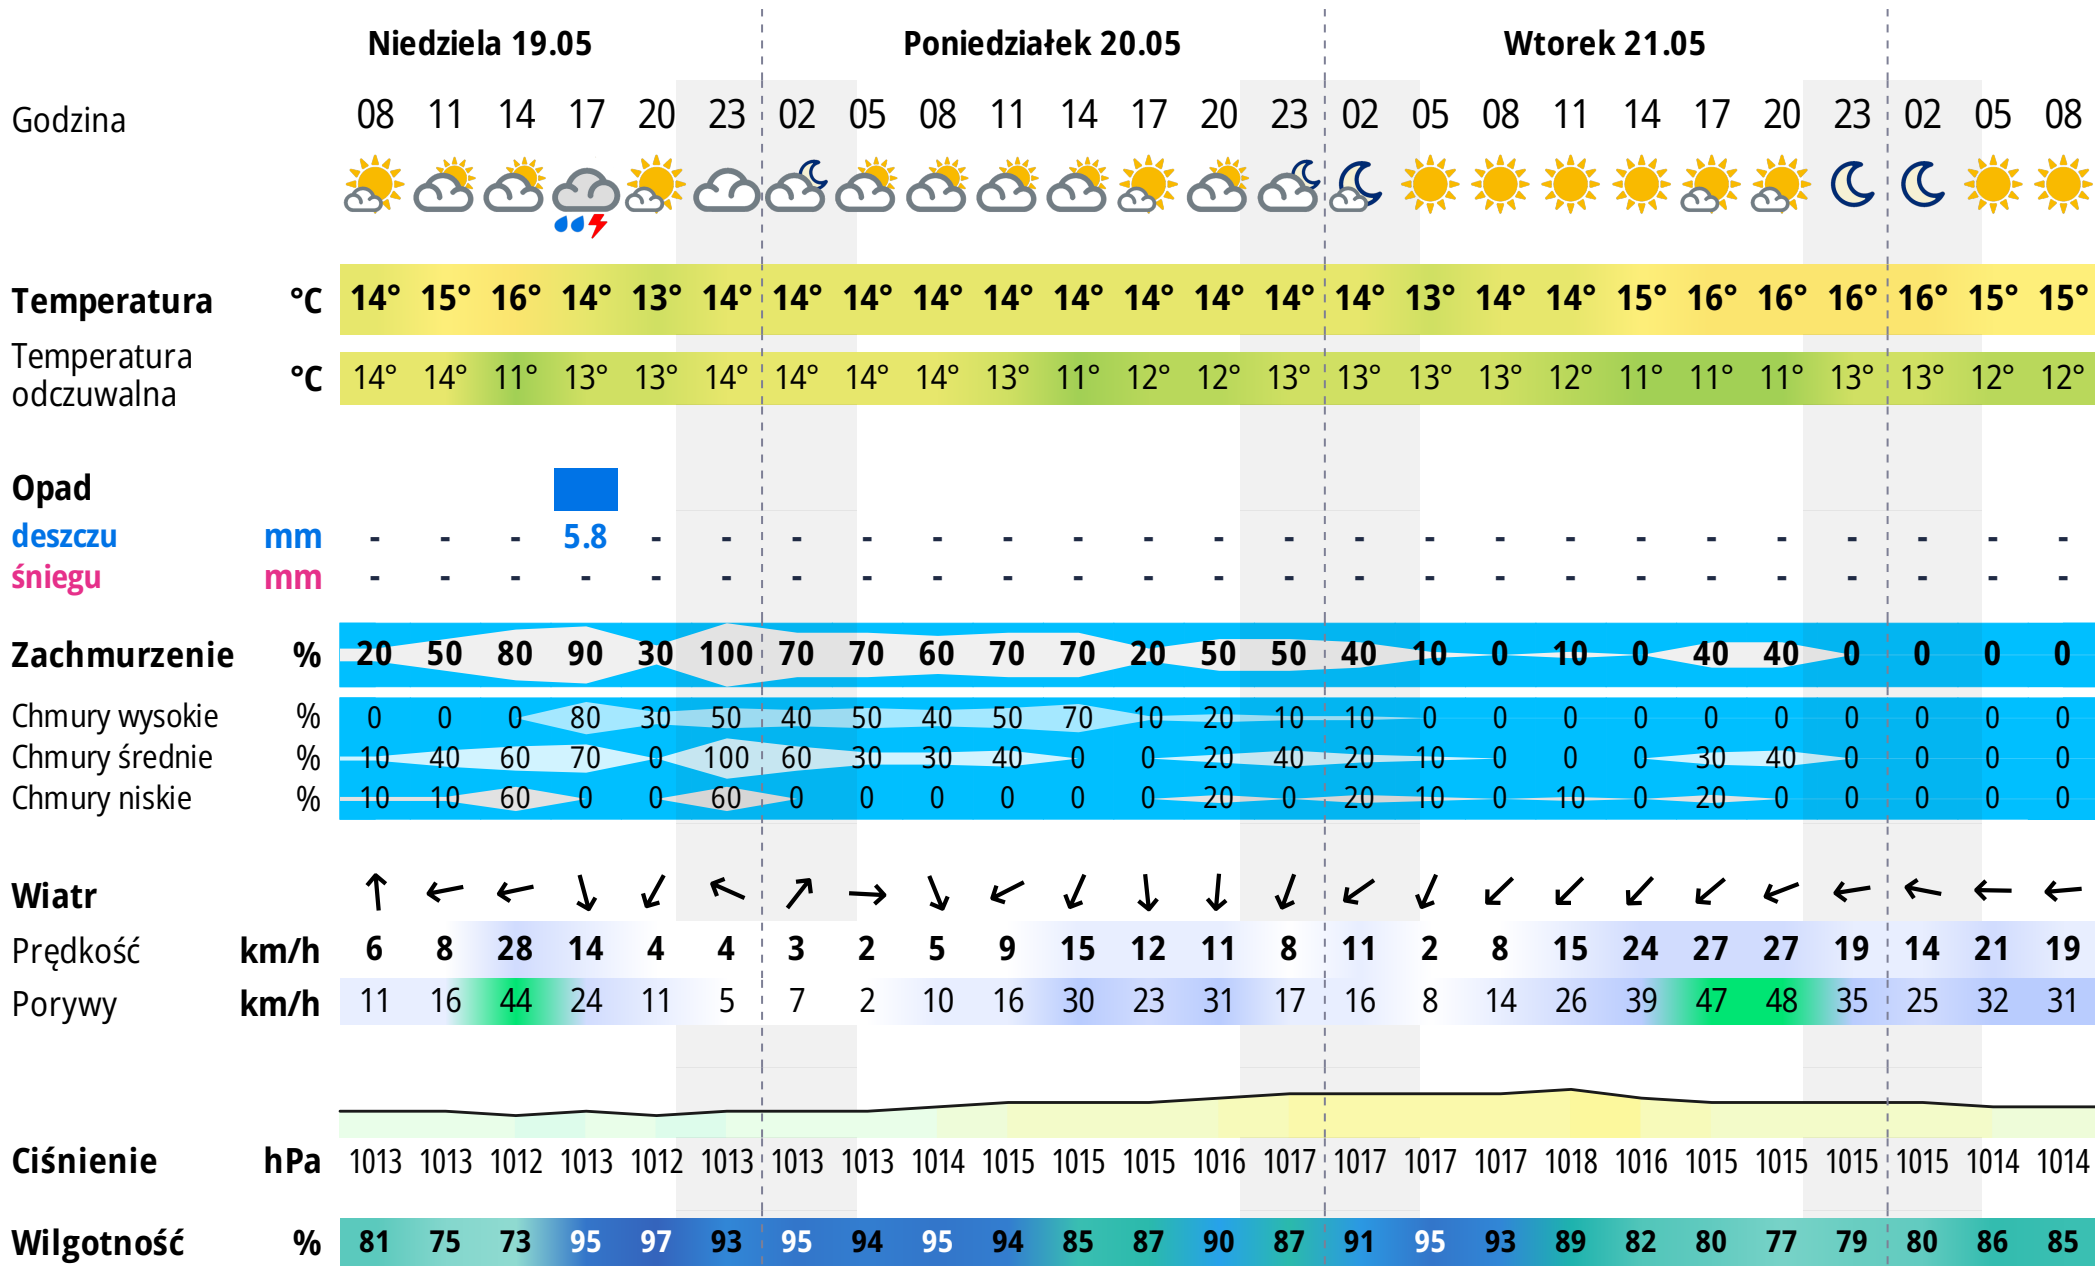 Niedziela 19.05 Poniedziałek 20.05 Wtorek 21.05
Godzina 08 11 14 17 20 23 02 05 08 11 14 17 20 23 02 05 08 11 14 17 20 23 02 05 08
Temperatura °C 14° 15° 16° 14° 13° 14° 14° 14° 14° 14° 14° 14° 14° 14° 14° 13° 14° 14° 15° 16° 16° 16° 16° 15° 15°
Temperatura
odczuwalna °C 14° 14° 11° 13° 13° 14° 14° 14° 14° 13° 11° 12° 12° 13° 13° 13° 13° 12° 11° 11° 11° 13° 13° 12° 12°
Opad
deszczu mm - - - 5.8 - - - - - - - - - - - - - - - - - - - - -
śniegu mm - - - - - - - - - - - - - - - - - - - - - - - - -
Zachmurzenie % 20 50 80 90 30 100 70 70 60 70 70 20 50 50 40 10 0 10 0 40 40 0 0 0 0
Chmury wysokie % 0 0 0 80 30 50 40 50 40 50 70 10 20 10 10 0 0 0 0 0 0 0 0 0 0
Chmury średnie % 10 40 60 70 0 100 60 30 30 40 0 0 20 40 20 10 0 0 0 30 40 0 0 0 0
Chmury niskie % 10 10 60 0 0 60 0 0 0 0 0 0 20 0 20 10 0 10 0 20 0 0 0 0 0
Wiatr
Prędkość km/h 6 8 28 14 4 4 3 2 5 9 15 12 11 8 11 2 8 15 24 27 27 19 14 21 19
Porywy km/h 11 16 44 24 11 5 7 2 10 16 30 23 31 17 16 8 14 26 39 47 48 35 25 32 31
Ciśnienie hPa 1013 1013 1012 1013 1012 1013 1013 1013 1014 1015 1015 1015 1016 1017 1017 1017 1017 1018 1016 1015 1015 1015 1015 1014 1014
Wilgotność % 81 75 73 95 97 93 95 94 95 94 85 87 90 87 91 95 93 89 82 80 77 79 80 86 85